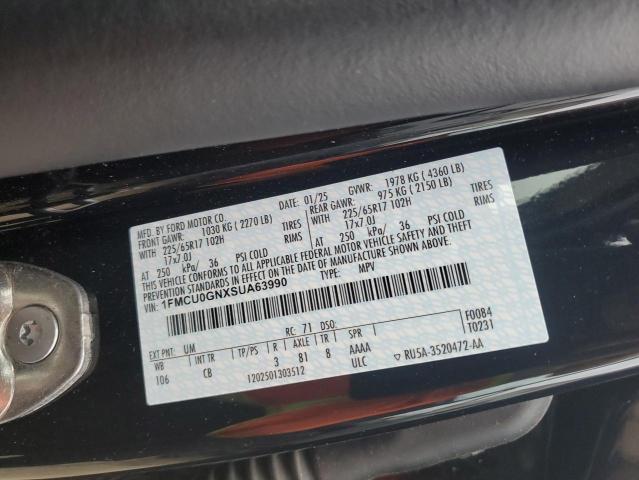 MFD. BY FORD MOTOR CO. DATE: 01/25 GVWR: 1978 KG ( 4360 LB)
FRONT GAWR: 1030 KG ( 2270 LB) REAR GAWR: 975 KG ( 2150 LB)
225/65R17 102H TIRES 225/65R17 102H TIRES
17x7.0J RIMS 17x7.0J RIMS
AT 250 kPa/ 36 PSI COLD AT 250 kPa/ 36 PSI COLD
THIS VEHICLE CONFORMS TO ALL APPLICABLE FEDERAL MOTOR VEHICLE SAFETY AND THEFT
PREVENTION STANDARDS IN EFFECT ON THE DATE OF MANUFACTURE SHOWN ABOVE.
VIN: 1FMCU0GNXSUA63990 TYPE: MPV
EXT PNT: UM RC: 71 DSO: F0084
WB INT TR TP/PS R AXLE TR SPR T0231
106 CB 3 81 8 AAAA
1202501303512 ULC RU5A-3520472-AA